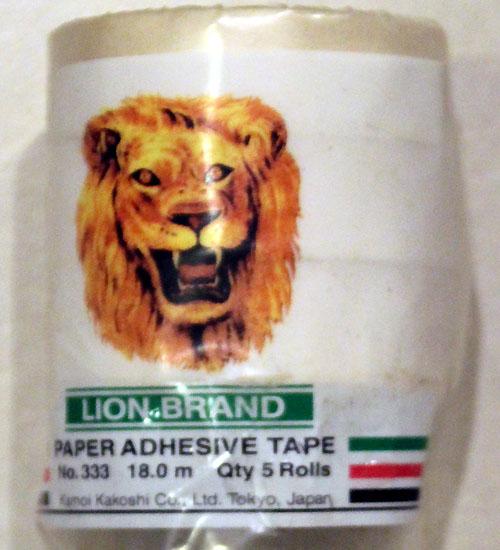 LION-BRAND
PAPER ADHESIVE TAPE
No.333 18.0 m Qty 5 Rolls
Kanoi Kakoshi Co., Ltd. Tokyo, Japan